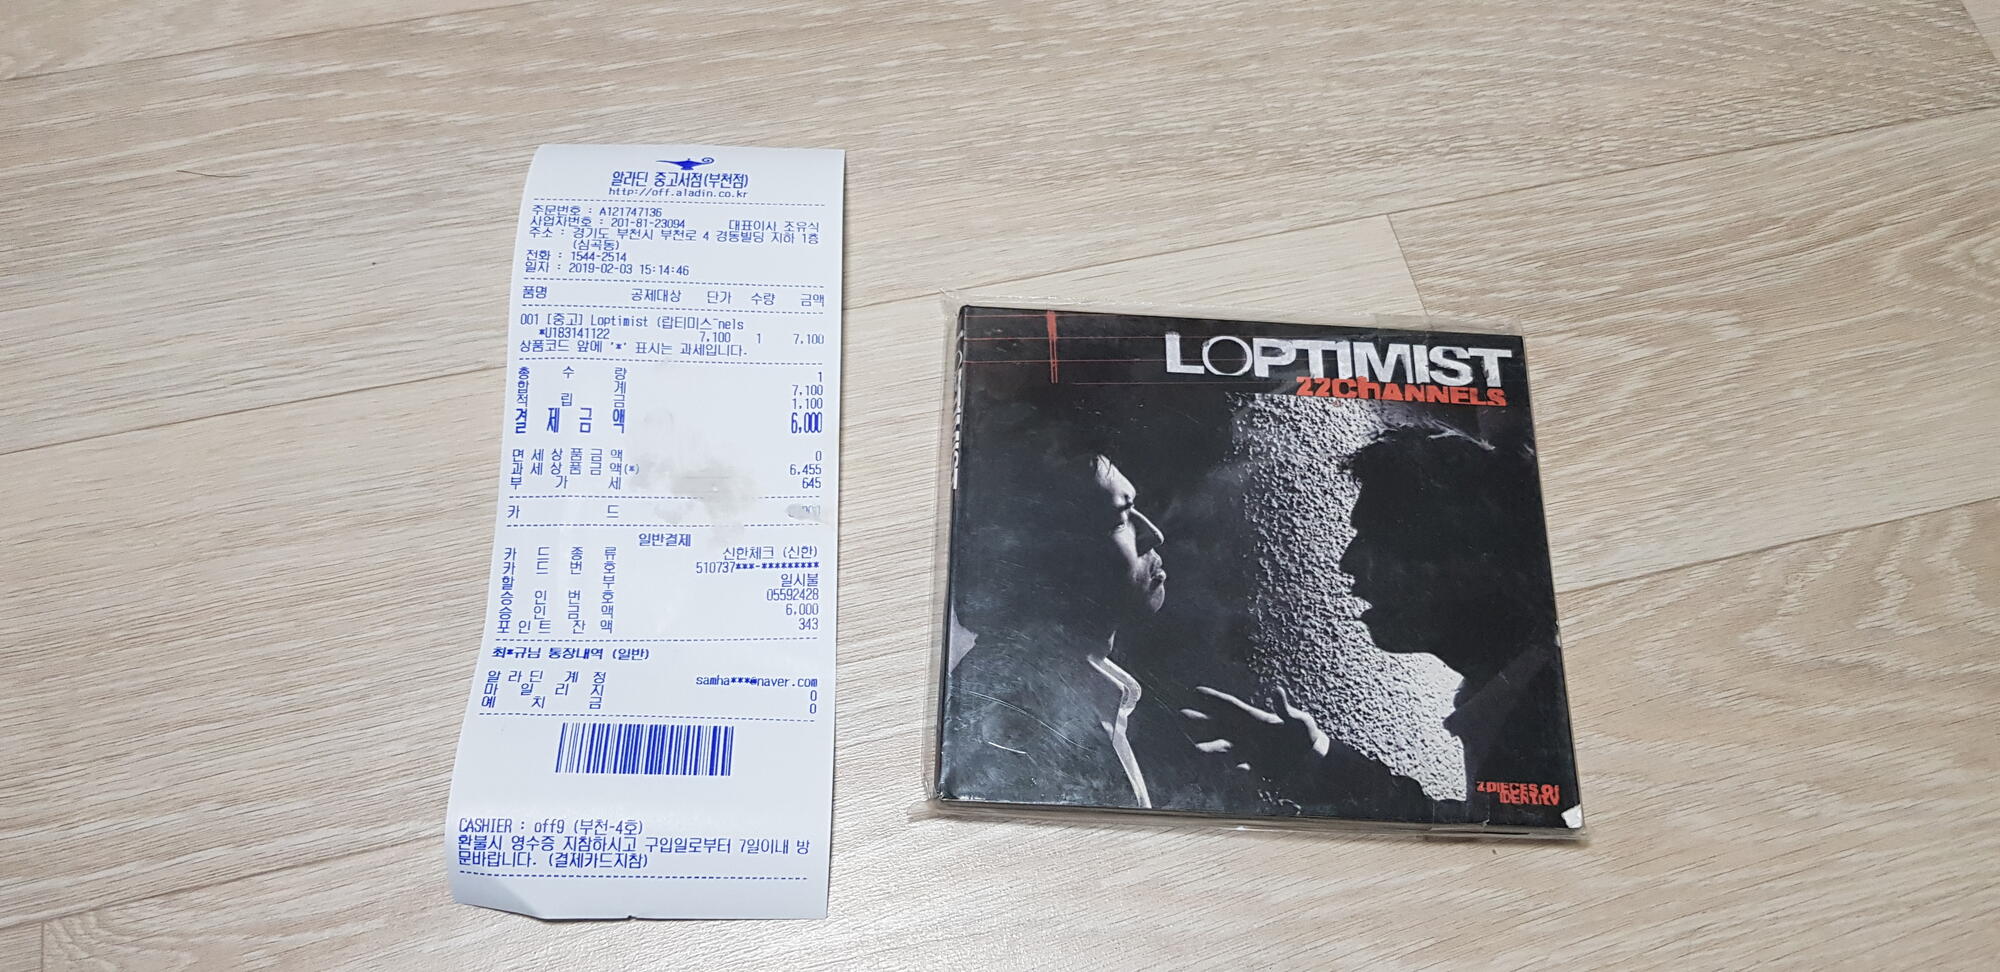 알라딘 중고서점(부천점)
http://off.aladin.co.kr
주문번호 : A121747136
사업자번호 : 201-81-23094 대표이사 조유식
주소 : 경기도 부천시 부천로 4 경동빌딩 지하 1층
(심곡동)
전화 : 1544-2514
일자 : 2019-02-03 15:14:46
품명 공제대상 단가 수량 금액
001 [중고] Loptimist (랍티미스~nels
*U183141122 7,100 1 7,100
상품코드 앞에 '*' 표시는 과세입니다.
총 수 량 1
합 계 7,100
적 립 금 1,100
결 제 금 액 6,000
면 세 상 품 금 액 0
과 세 상 품 금 액(*) 6,455
부 가 세 645
카 드
일반결제
카 드 종 류 신한체크 (신한)
카 드 번 호 510737***-*********
할 부 일시불
승 인 번 호 05592428
승 인 금 액 6,000
포 인 트 잔 액 343
최*규님 통장내역 (일반)
알 라 딘 계 정 samha***@naver.com
마 일 리 지 0
예 치 금 0
CASHIER : off9 (부천-4호)
환불시 영수증 지참하시고 구입일로부터 7일이내 방
문바랍니다. (결제카드지참)
LOPTIMIST
22CHANNELS
2 PIECES OF
IDENTITY